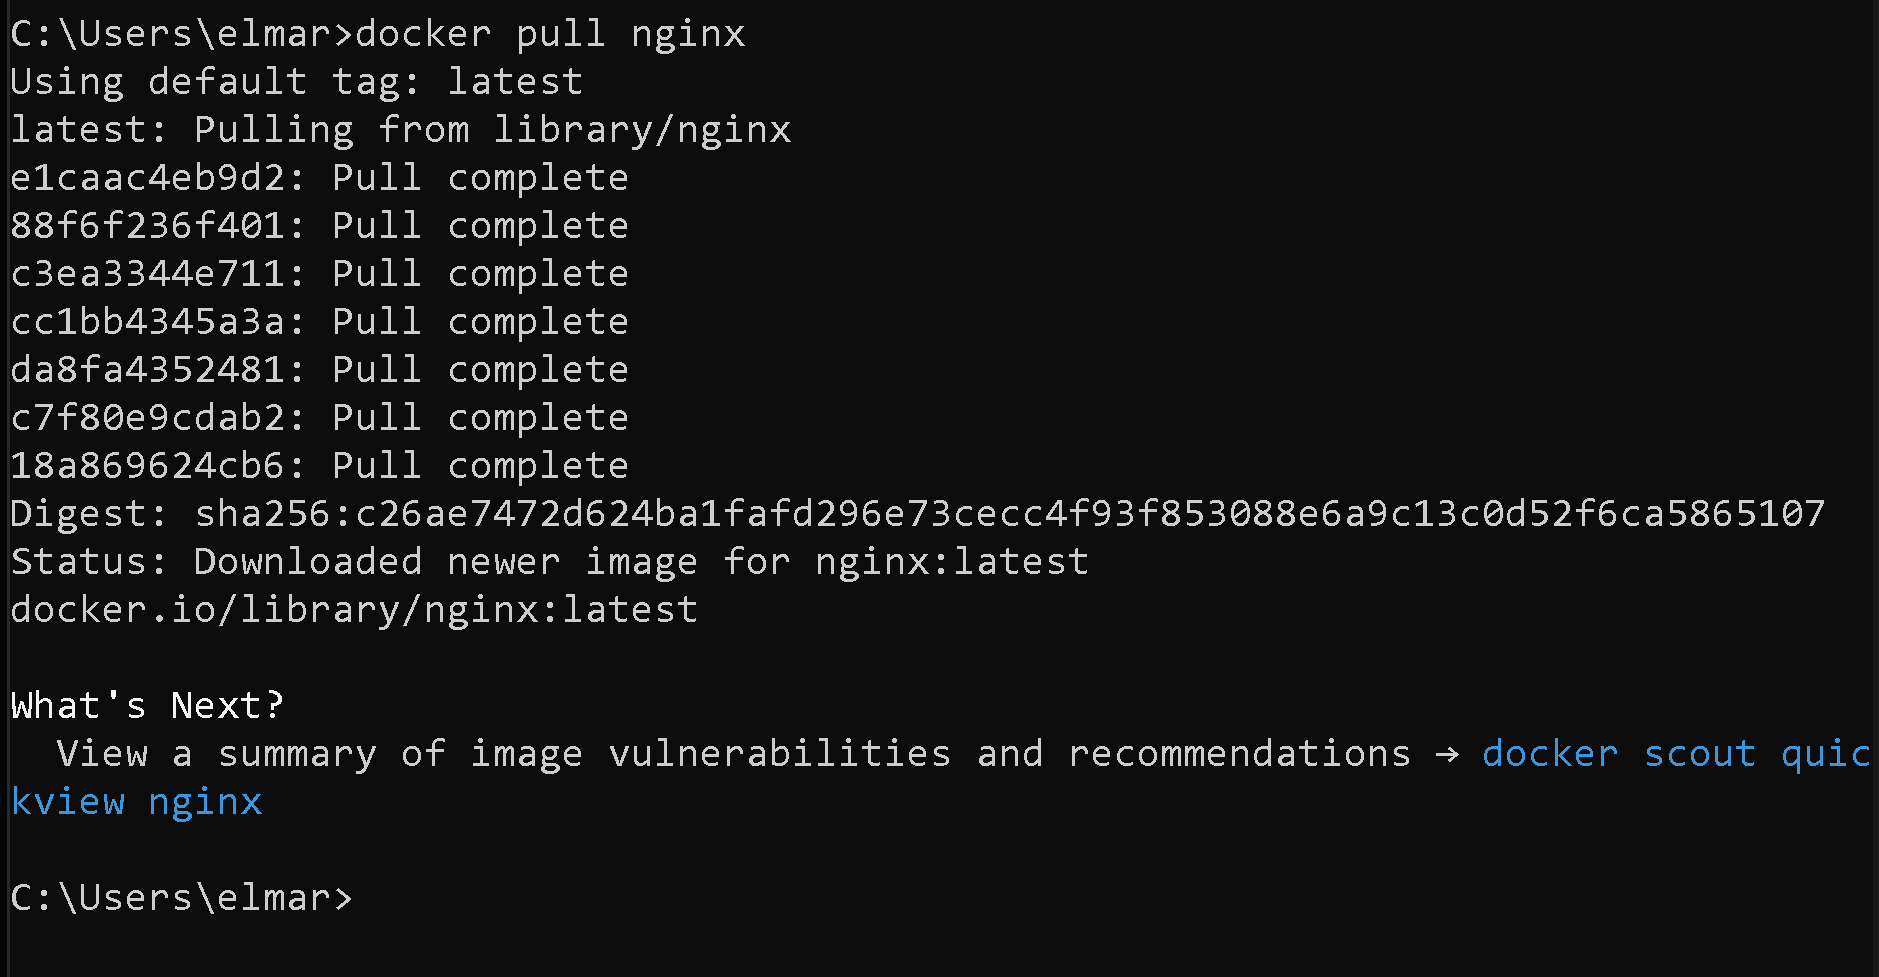 C:\Users\elmar>docker pull nginx
Using default tag: latest
latest: Pulling from library/nginx
e1caac4eb9d2: Pull complete
88f6f236f401: Pull complete
c3ea3344e711: Pull complete
cc1bb4345a3a: Pull complete
da8fa4352481: Pull complete
c7f80e9cdab2: Pull complete
18a869624cb6: Pull complete
Digest: sha256:c26ae7472d624ba1fafd296e73cecc4f93f853088e6a9c13c0d52f6ca5865107
Status: Downloaded newer image for nginx:latest
docker.io/library/nginx:latest
What's Next?
  View a summary of image vulnerabilities and recommendations → docker scout quic
kview nginx
C:\Users\elmar>